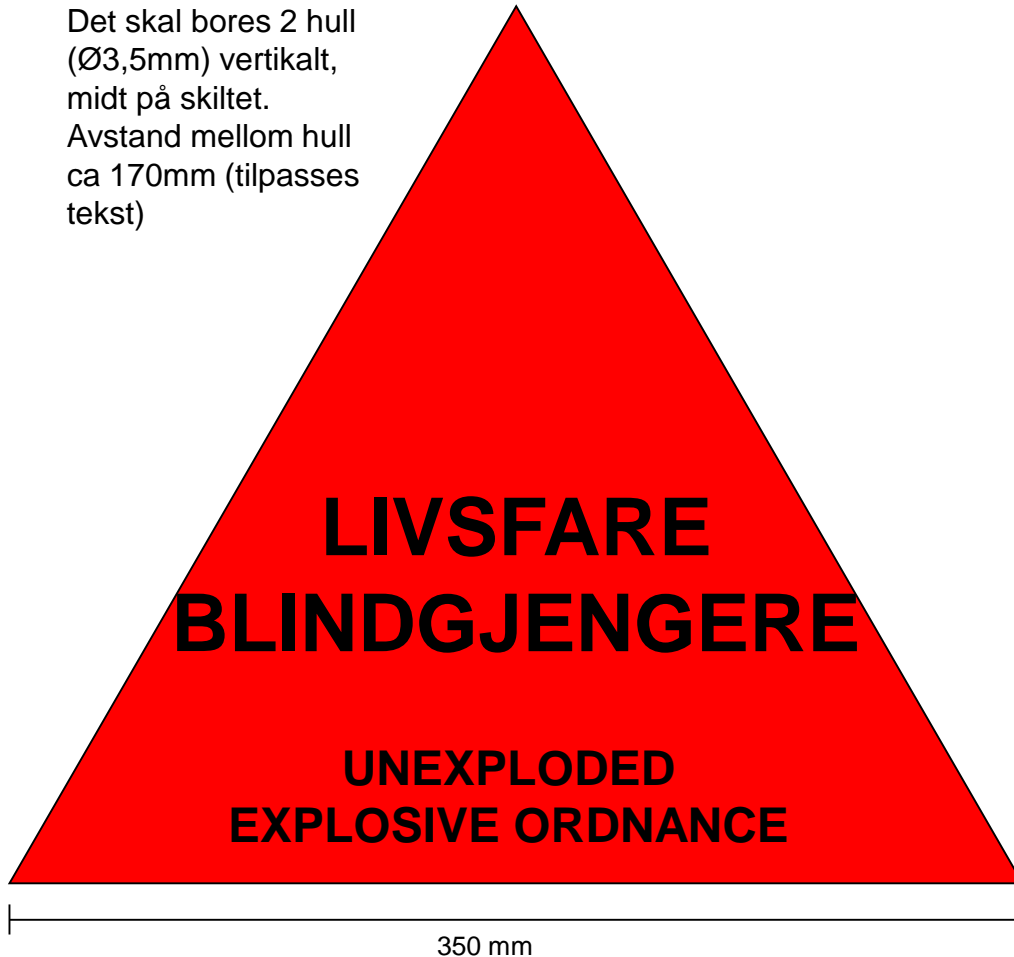 Det skal bores 2 hull
(Ø3,5mm) vertikalt,
midt på skiltet.
Avstand mellom hull
ca 170mm (tilpasses
tekst)
LIVSFARE
BLINDGJENGERE
UNEXPLODED
EXPLOSIVE ORDNANCE
350 mm